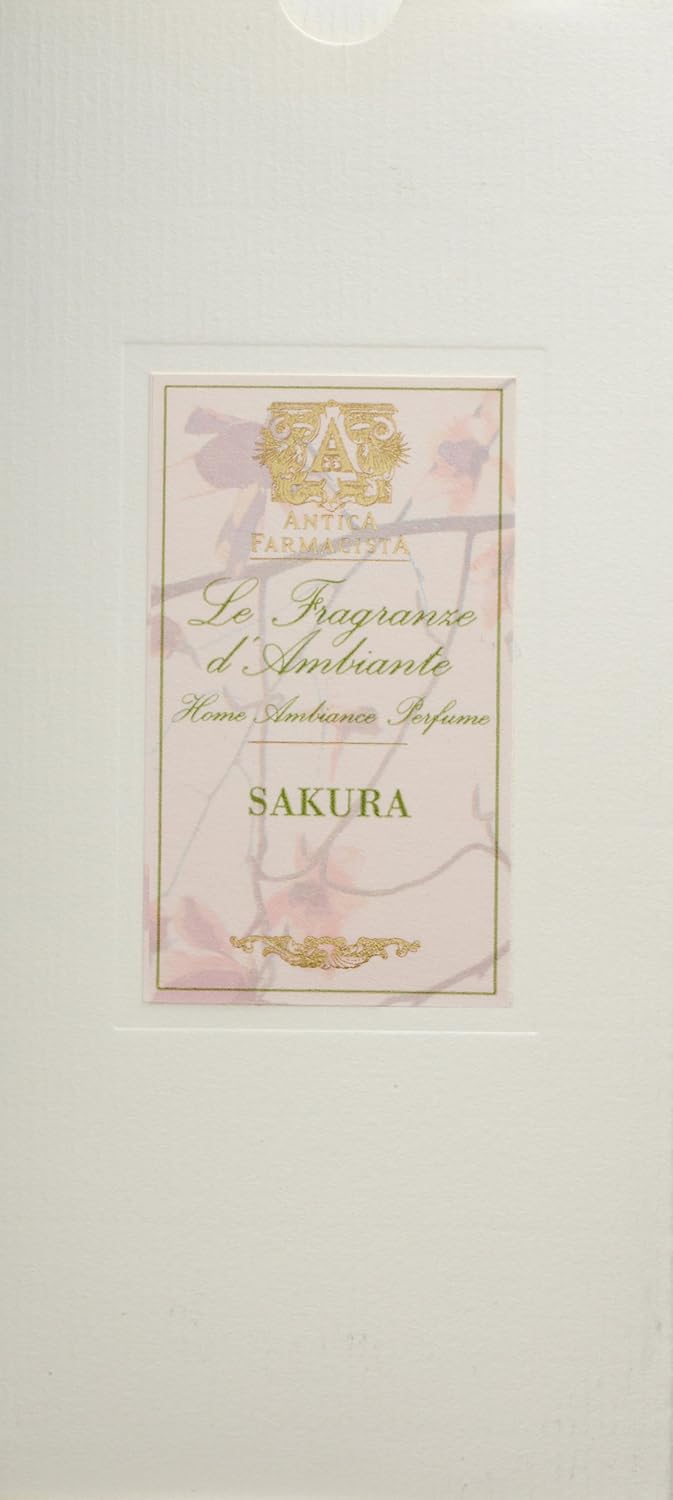 A
ANTICA
FARMACISTA
Le Fragranze
d'Ambiante
Home Ambiance Perfume
SAKURA